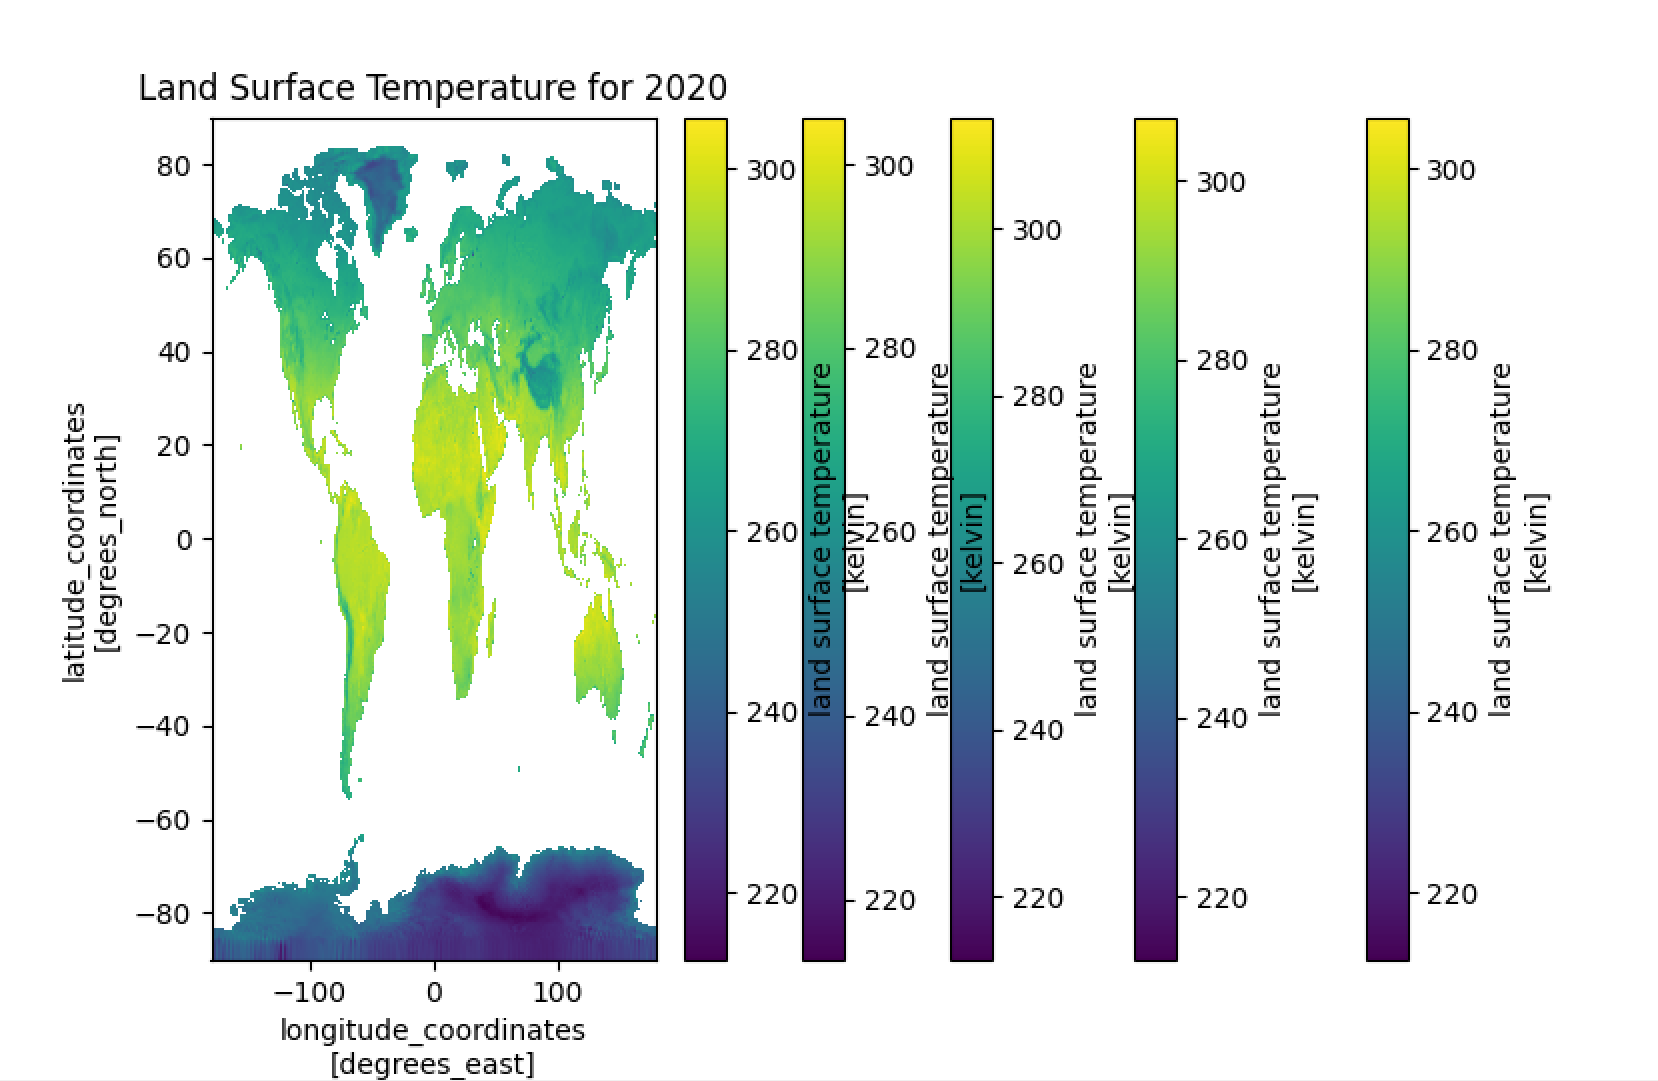 Land Surface Temperature for 2020
80
60
40
20
0
−20
−40
−60
−80
latitude_coordinates
[degrees_north]
−100
0
100
longitude_coordinates
[degrees_east]
300
280
260
240
220
land surface temperature
[kelvin]
300
280
260
240
220
land surface temperature
[kelvin]
300
280
260
240
220
land surface temperature
[kelvin]
300
280
260
240
220
land surface temperature
[kelvin]
300
280
260
240
220
land surface temperature
[kelvin]